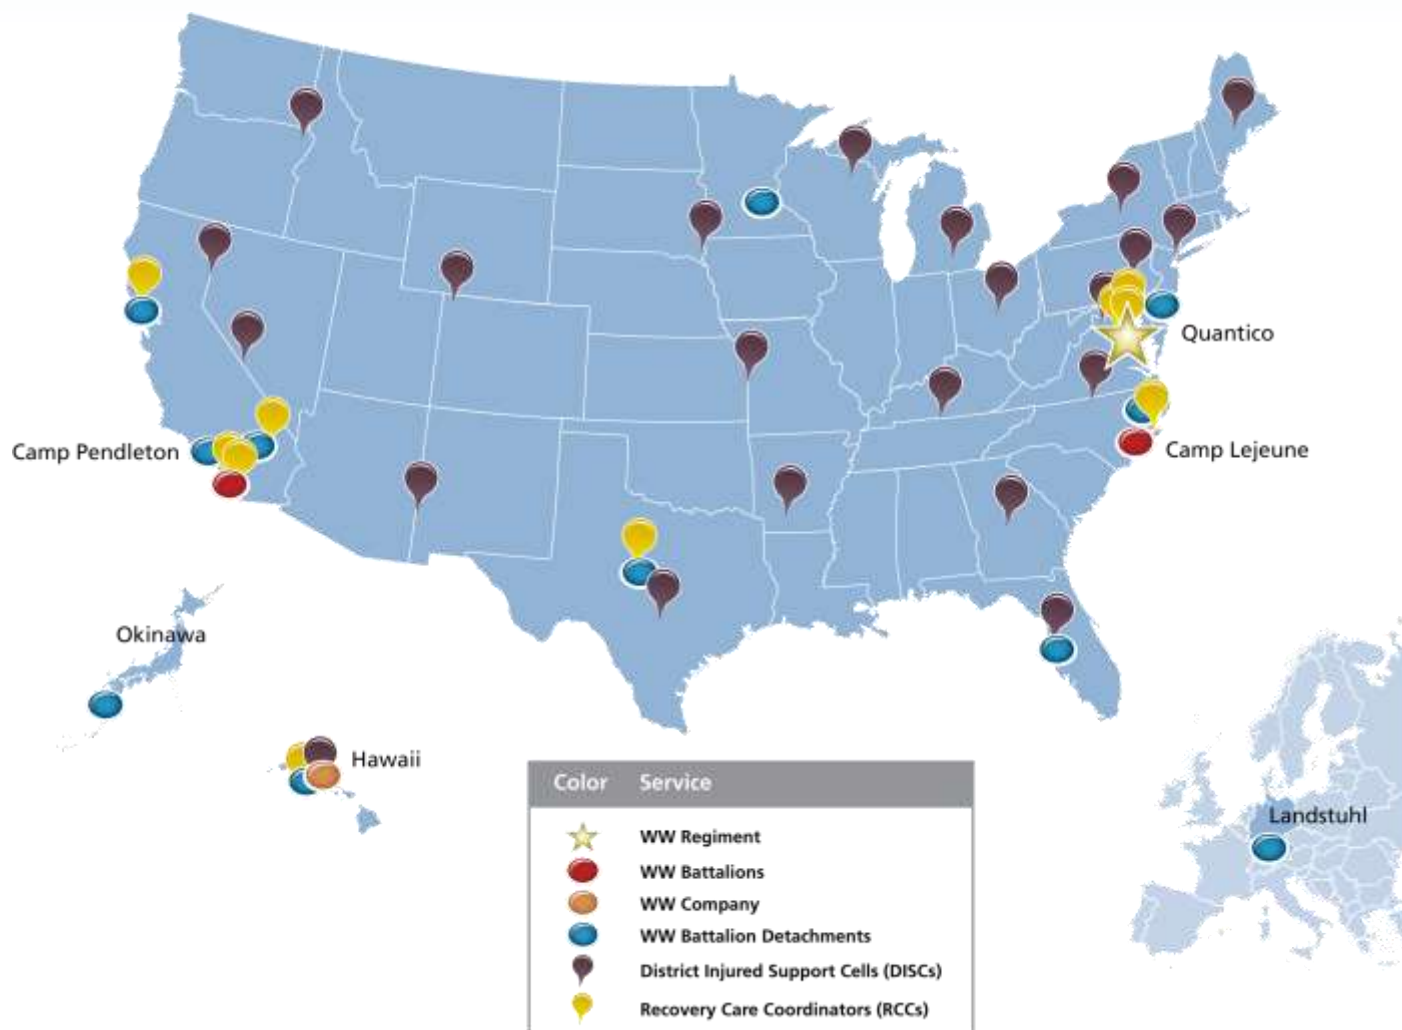 Quantico
Camp Pendleton
Camp Lejeune
Okinawa
Hawaii
Landstuhl
Color Service
WW Regiment
WW Battalions
WW Company
WW Battalion Detachments
District Injured Support Cells (DISCs)
Recovery Care Coordinators (RCCs)